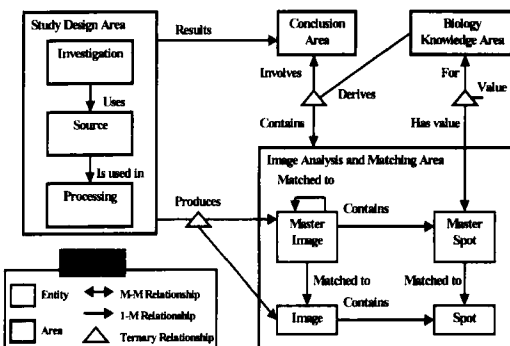 Study Design Area
Investigation
Uses
Source
Is used in
Processing
Results
Conclusion
Area
Biology
Knowledge Area
Involves
Derives
Contains
For
Value
Has value
Image Analysis and Matching Area
Matched to
Produces
Master
Image
Contains
Master
Spot
Matched to
Matched to
Image
Contains
Spot
Entity
Area
M-M Relationship
1-M Relationship
Ternary Relationship